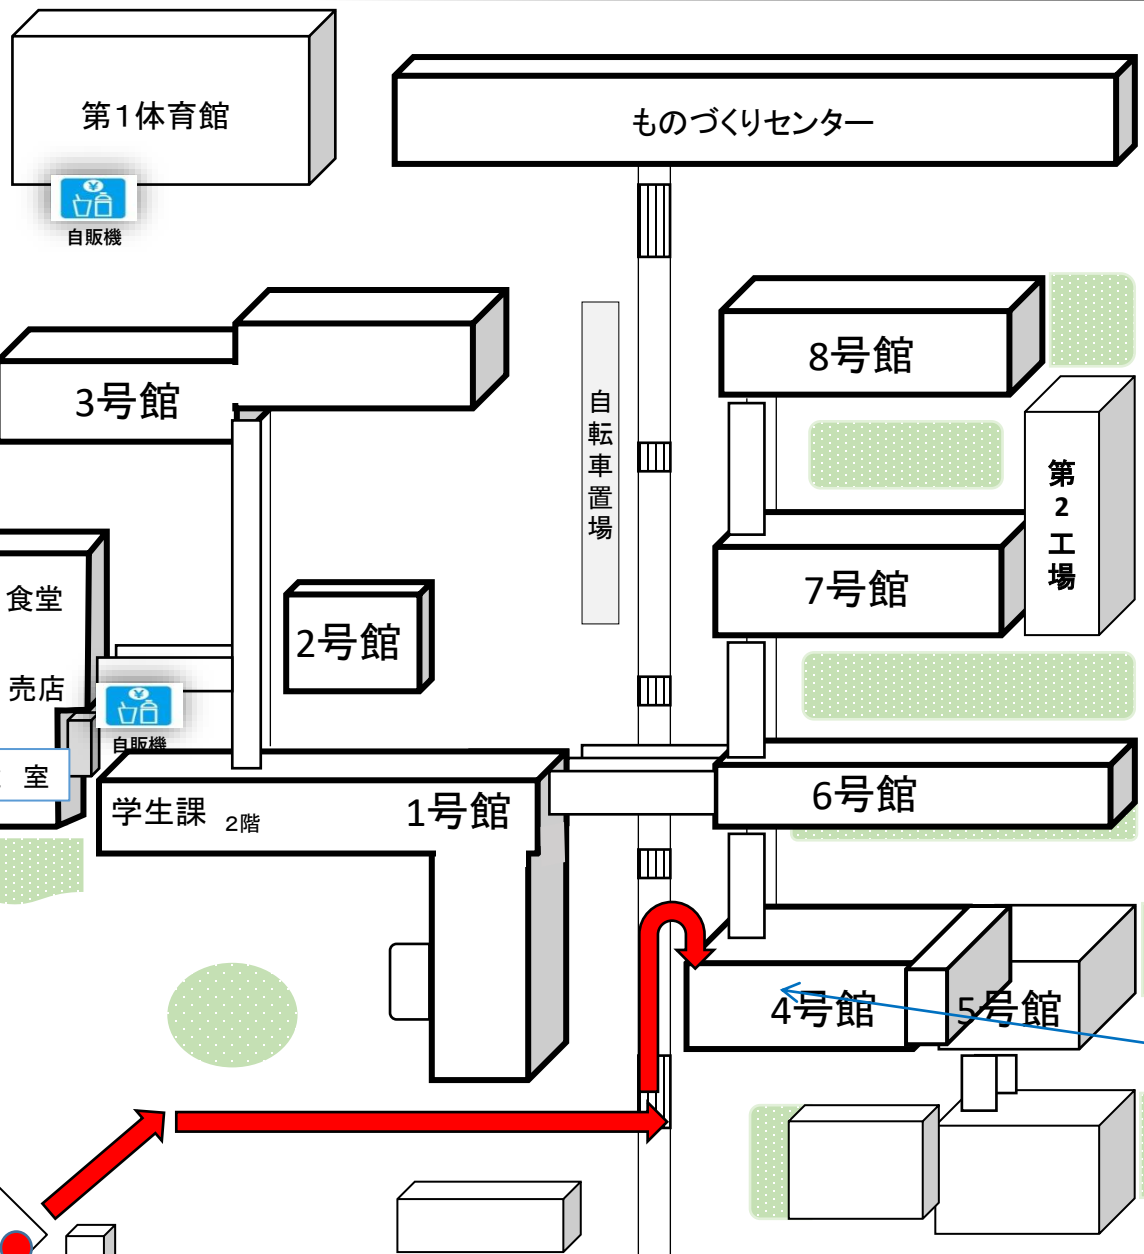 第1体育館
ものづくりセンター
¥
自販機
8号館
3号館
自転車置場
第2工場
7号館
食堂
2号館
売店
¥
自販機
室
6号館
学生課 2階
1号館
4号館
5号館